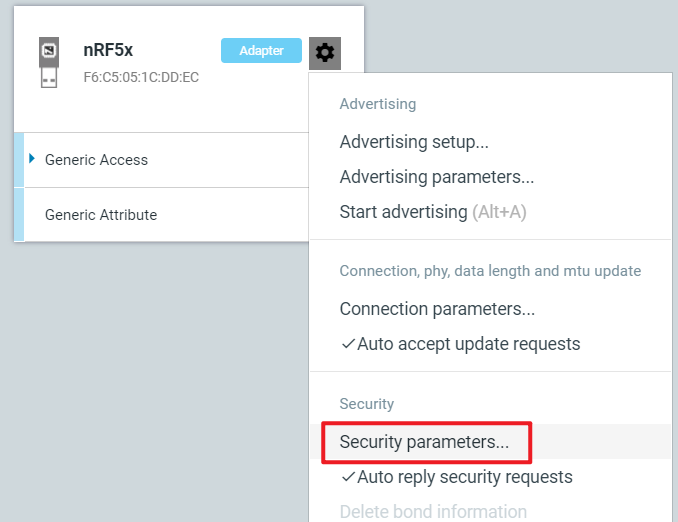 nRF5x
Adapter
F6:C5:05:1C:DD:EC
Generic Access
Generic Attribute
Advertising
Advertising setup...
Advertising parameters...
Start advertising (Alt+A)
Connection, phy, data length and mtu update
Connection parameters...
✓Auto accept update requests
Security
Security parameters...
✓Auto reply security requests
Delete bond information